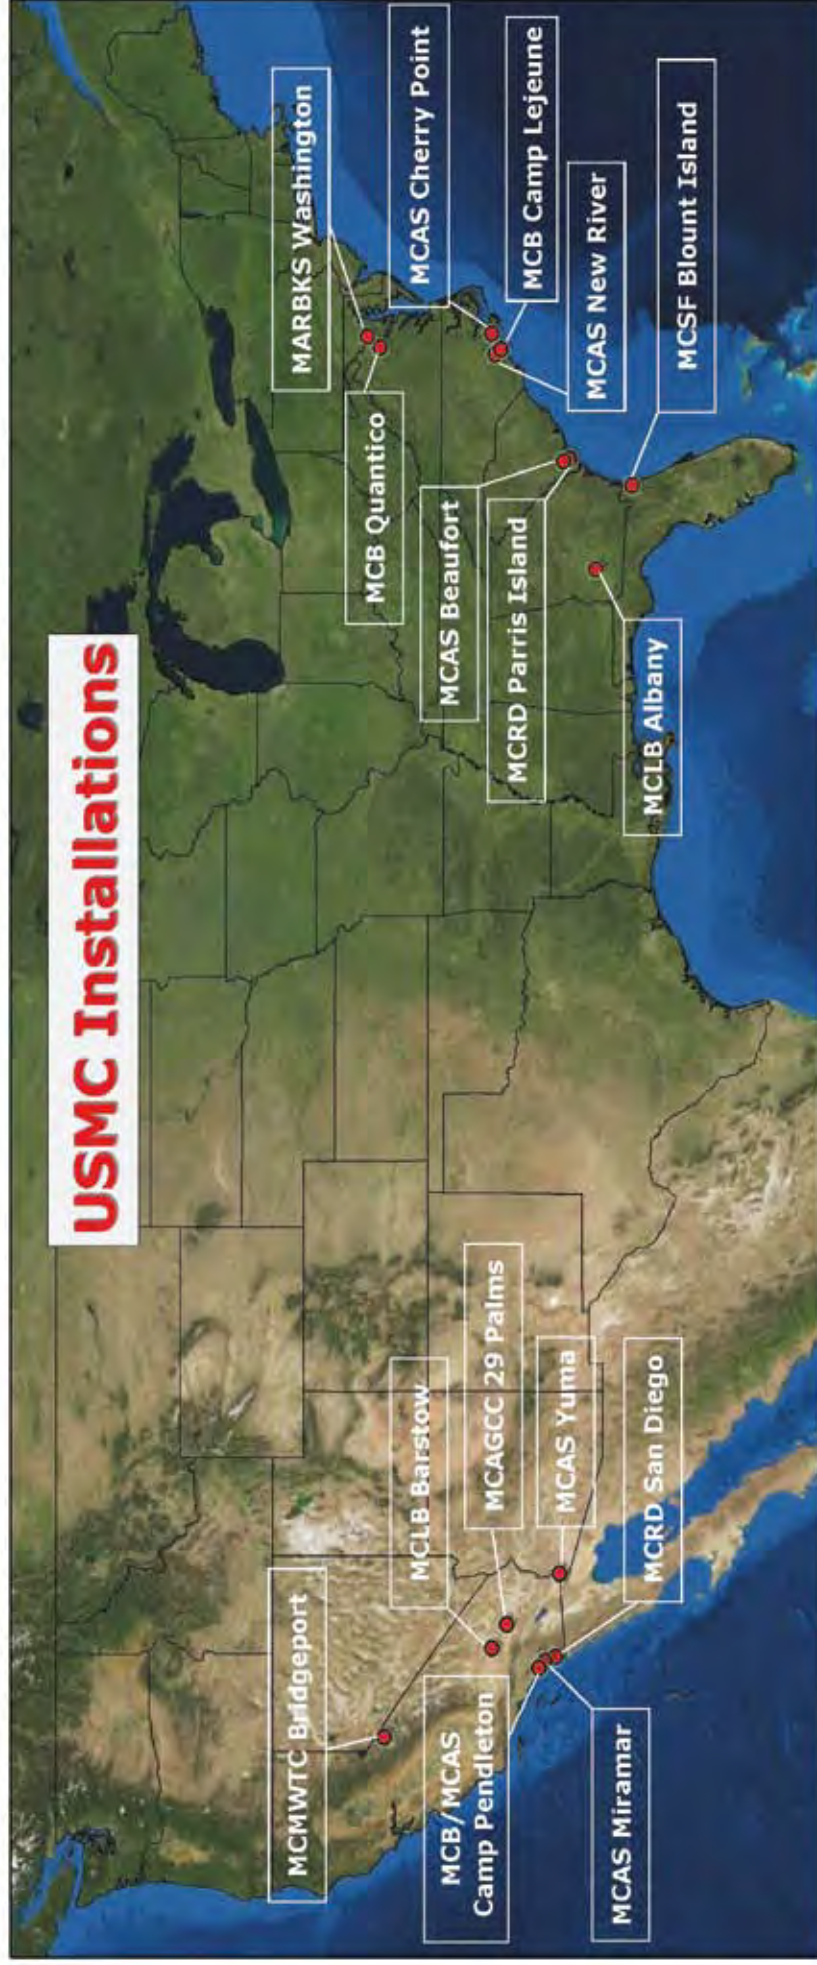 USMC Installations
MCMWTC Bridgeport
MCLB Barstow
MCB/MCAS
Camp Pendleton
MCAGCC 29 Palms
MCAS Yuma
MCAS Miramar
MCRD San Diego
MARBKS Washington
MCB Quantico
MCAS Cherry Point
MCAS Beaufort
MCB Camp Lejeune
MCRD Parris Island
MCAS New River
MCLB Albany
MCSF Blount Island